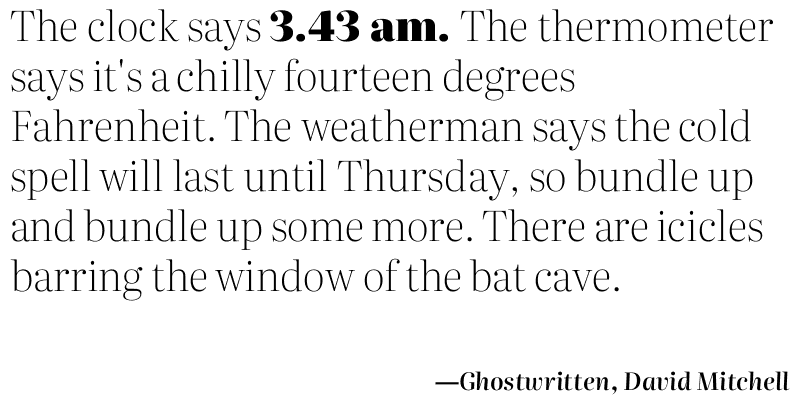 The clock says 3.43 am. The thermometer
says it's a chilly fourteen degrees
Fahrenheit. The weatherman says the cold
spell will last until Thursday, so bundle up
and bundle up some more. There are icicles
barring the window of the bat cave.
—Ghostwritten, David Mitchell